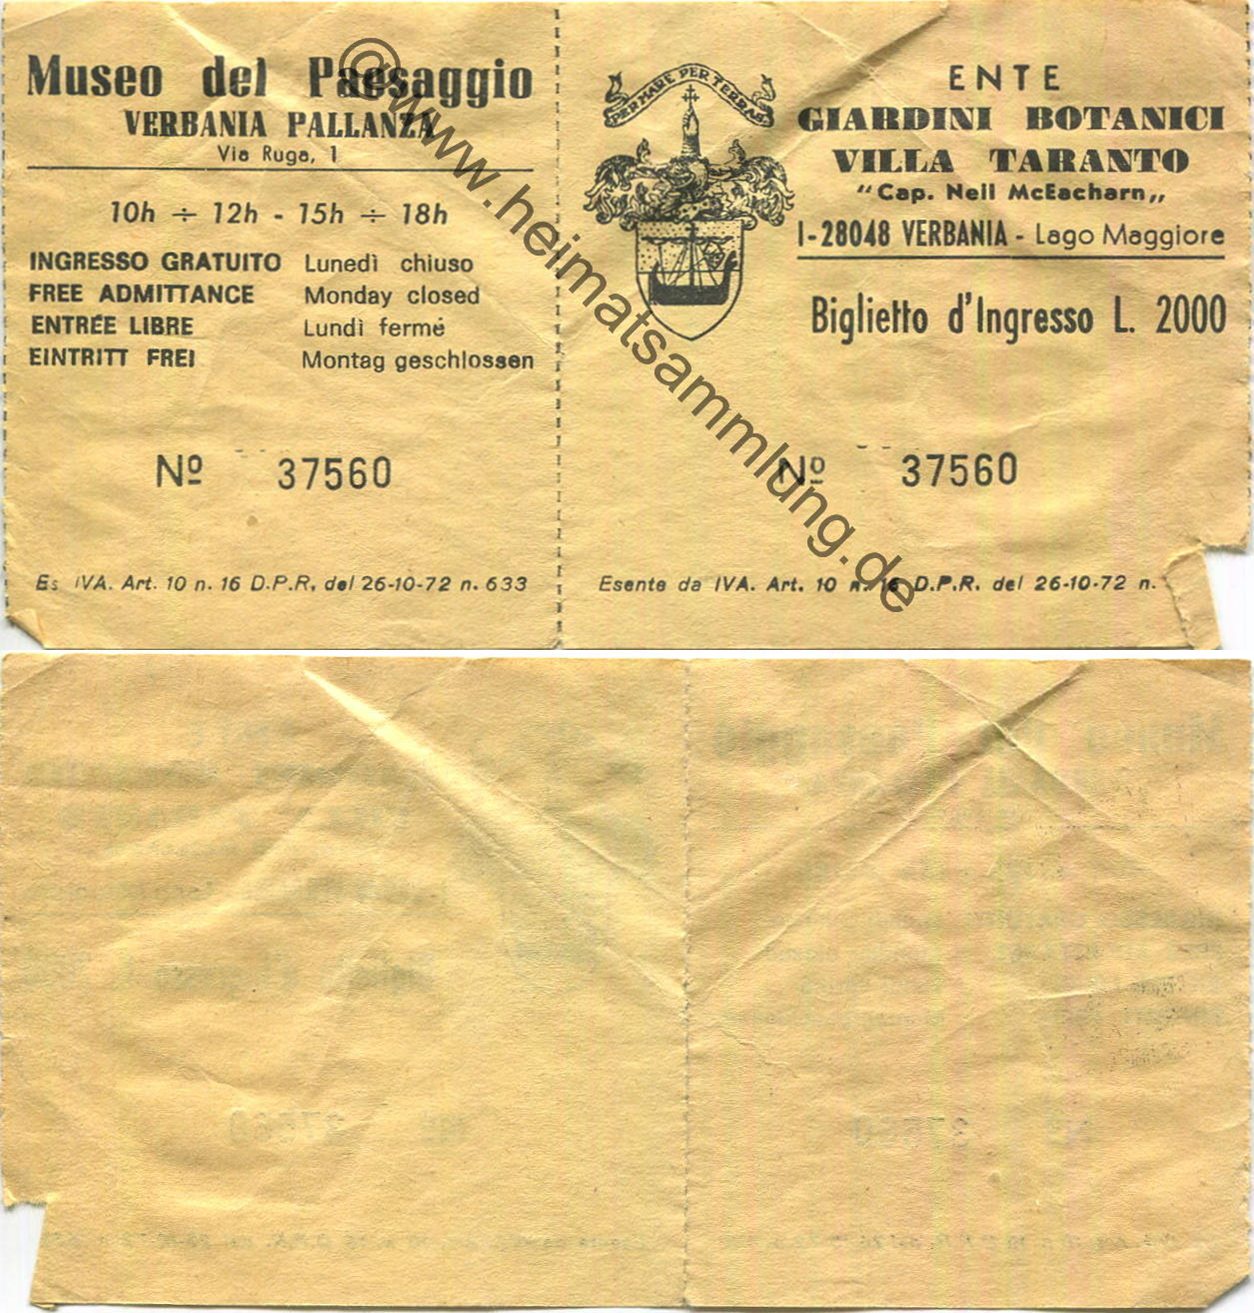 Museo del Paesaggio
VERBANIA PALLANZA
Via Ruga, 1
10h ÷ 12h - 15h ÷ 18h
INGRESSO GRATUITO Lunedì chiuso
FREE ADMITTANCE Monday closed
ENTRÉE LIBRE Lundì fermé
EINTRITT FREI Montag geschlossen
Nº 37560
Es IVA. Art. 10 n. 16 D.P.R. del 26-10-72 n. 633
PER MARE PER TERRAS
ENTE
GIARDINI BOTANICI
VILLA TARANTO
"Cap. Neil McEacharn„
I-28048 VERBANIA - Lago Maggiore
Biglietto d'Ingresso L. 2000
Nº 37560
Esente da IVA. Art. 10 n. 16 D.P.R. del 26-10-72 n.
@www.heimatsammlung.de